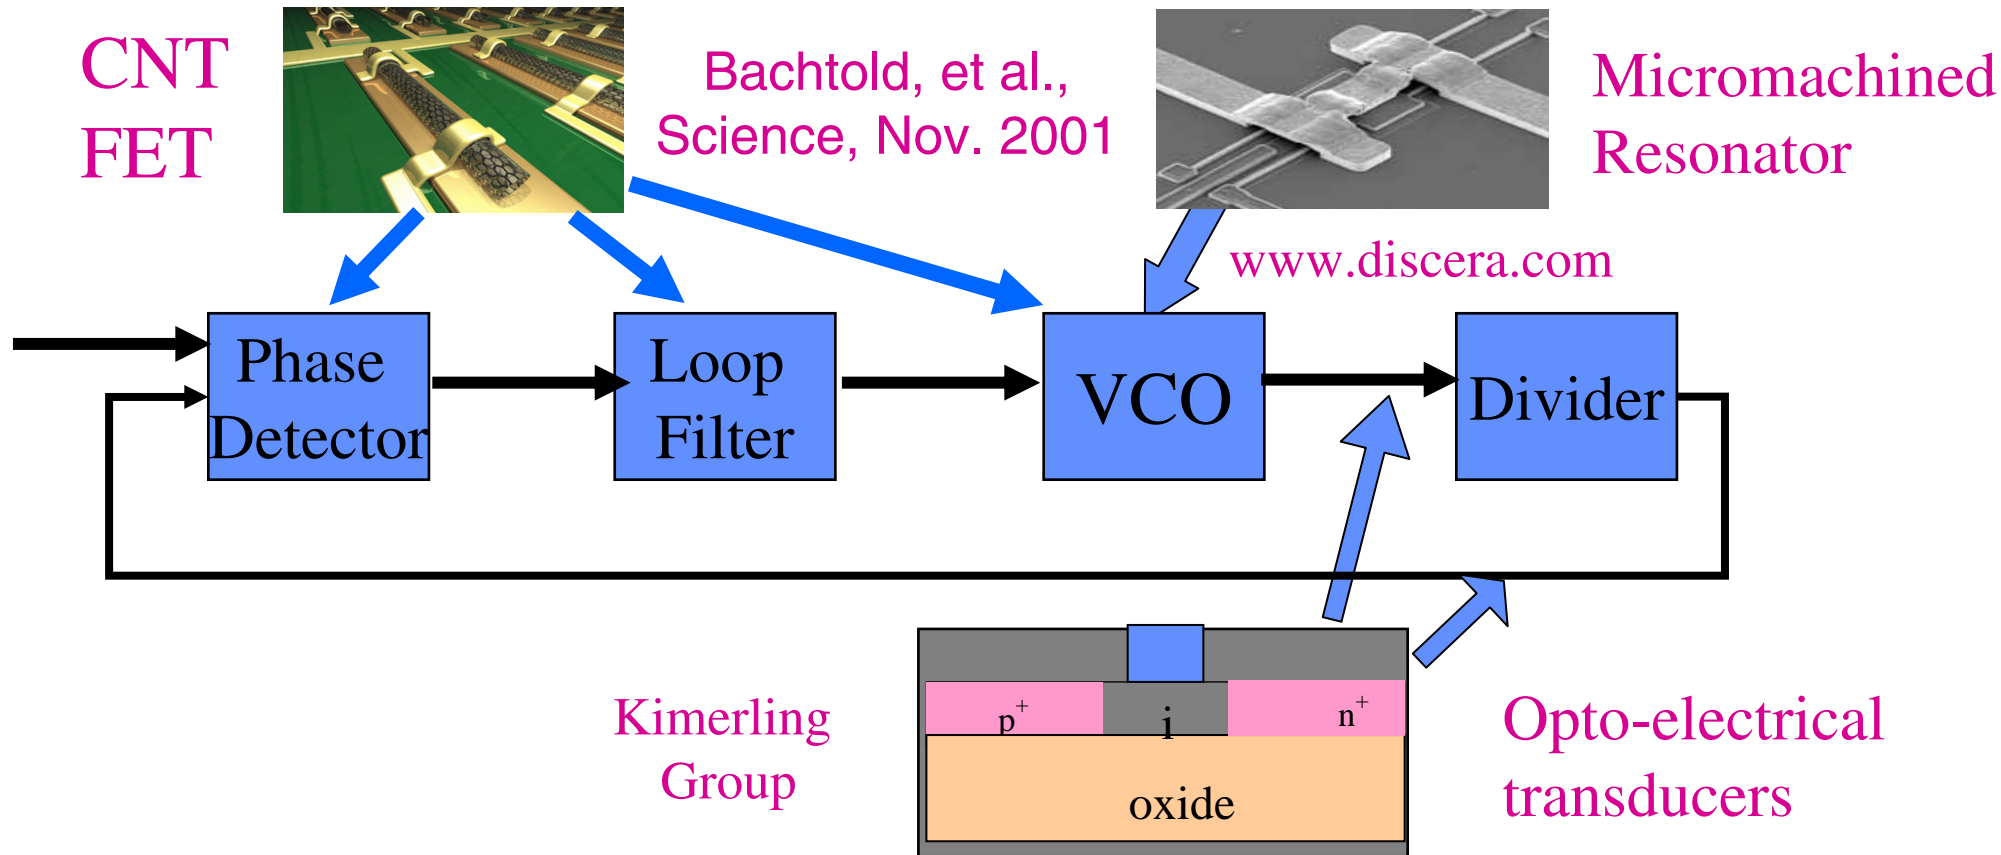 CNT
FET
Bachtold, et al.,
Science, Nov. 2001
Micromachined
Resonator
www.discera.com
Phase
Detector
Loop
Filter
VCO
Divider
Kimerling
Group
p+
i
n+
oxide
Opto-electrical
transducers